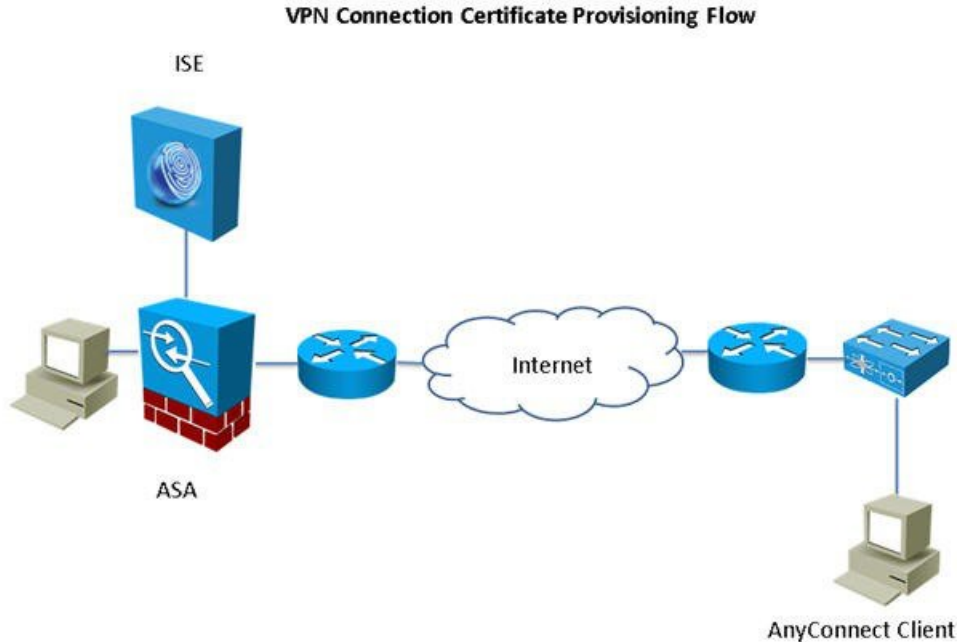 VPN Connection Certificate Provisioning Flow
ISE
Internet
ASA
AnyConnect Client